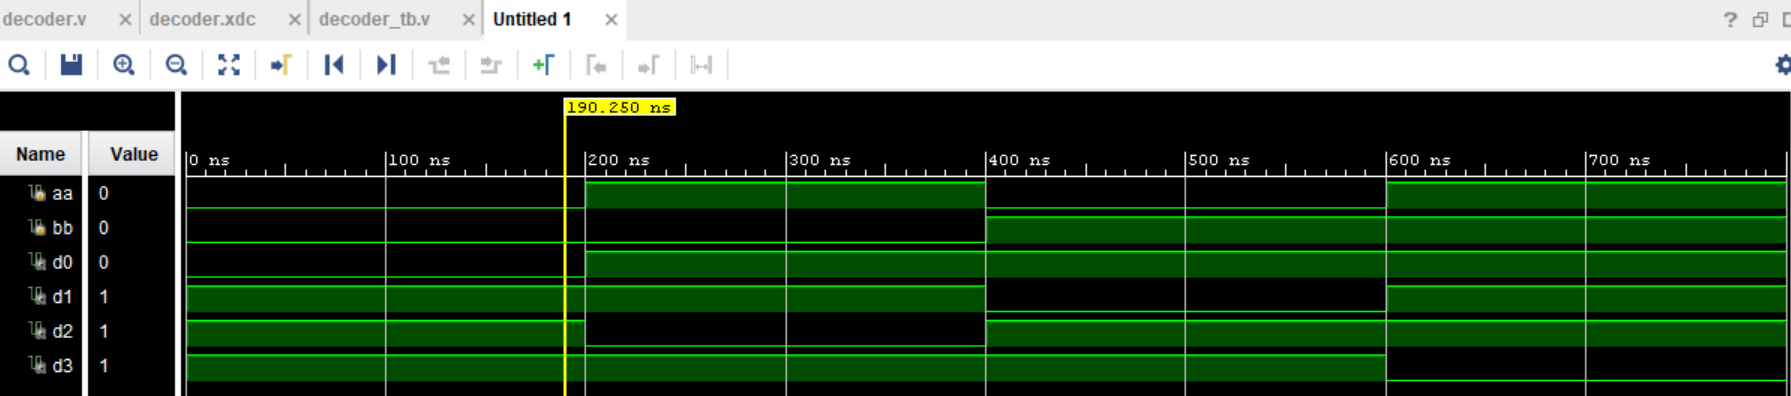 decoder.v × decoder.xdc × decoder_tb.v × Untitled 1 × ?
190.250 ns
Name Value 0 ns 100 ns 200 ns 300 ns 400 ns 500 ns 600 ns 700 ns
aa 0
bb 0
d0 0
d1 1
d2 1
d3 1